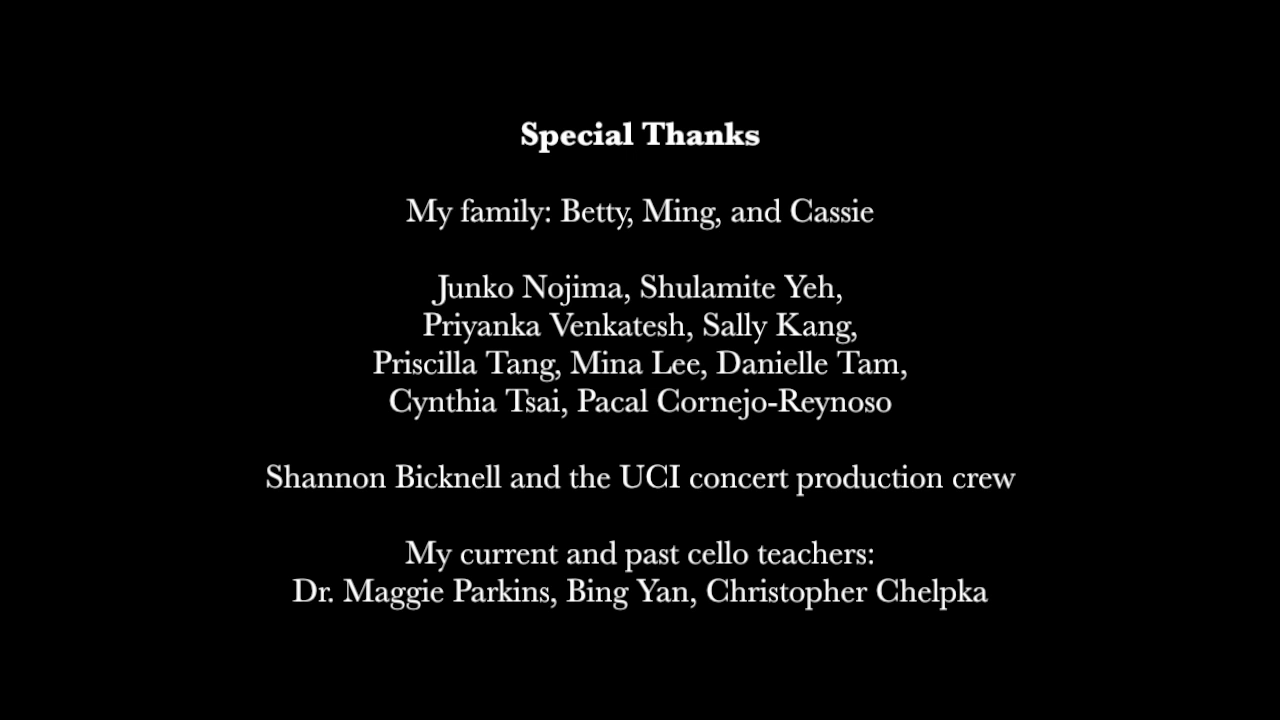 Special Thanks
My family: Betty, Ming, and Cassie
Junko Nojima, Shulamite Yeh,
Priyanka Venkatesh, Sally Kang,
Priscilla Tang, Mina Lee, Danielle Tam,
Cynthia Tsai, Pacal Cornejo-Reynoso
Shannon Bicknell and the UCI concert production crew
My current and past cello teachers:
Dr. Maggie Parkins, Bing Yan, Christopher Chelpka